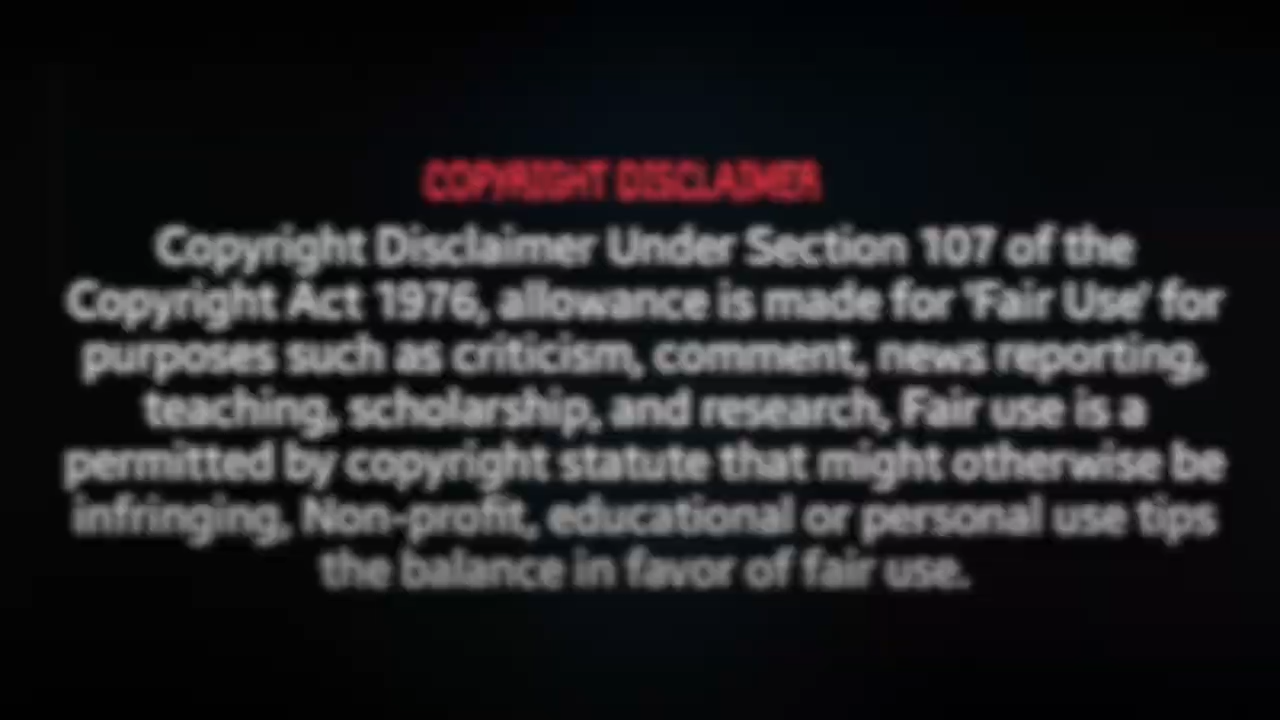 COPYRIGHT DISCLAIMER
Copyright Disclaimer Under Section 107 of the
Copyright Act 1976, allowance is made for 'Fair Use' for
purposes such as criticism, comment, news reporting,
teaching, scholarship, and research, Fair use is a
permitted by copyright statute that might otherwise be
infringing, Non-profit, educational or personal use tips
the balance in favor of fair use.